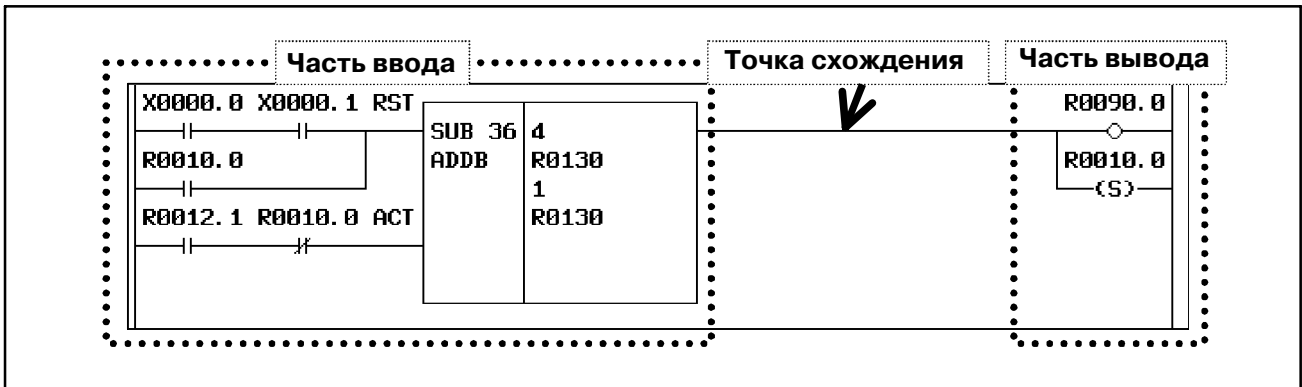 Часть ввода Точка схождения Часть вывода
X0000.0 X0000.1 RST R0090.0
SUB 36 4
R0010.0 ADDB R0130 R0010.0
1 (S)
R0012.1 R0010.0 ACT R0130